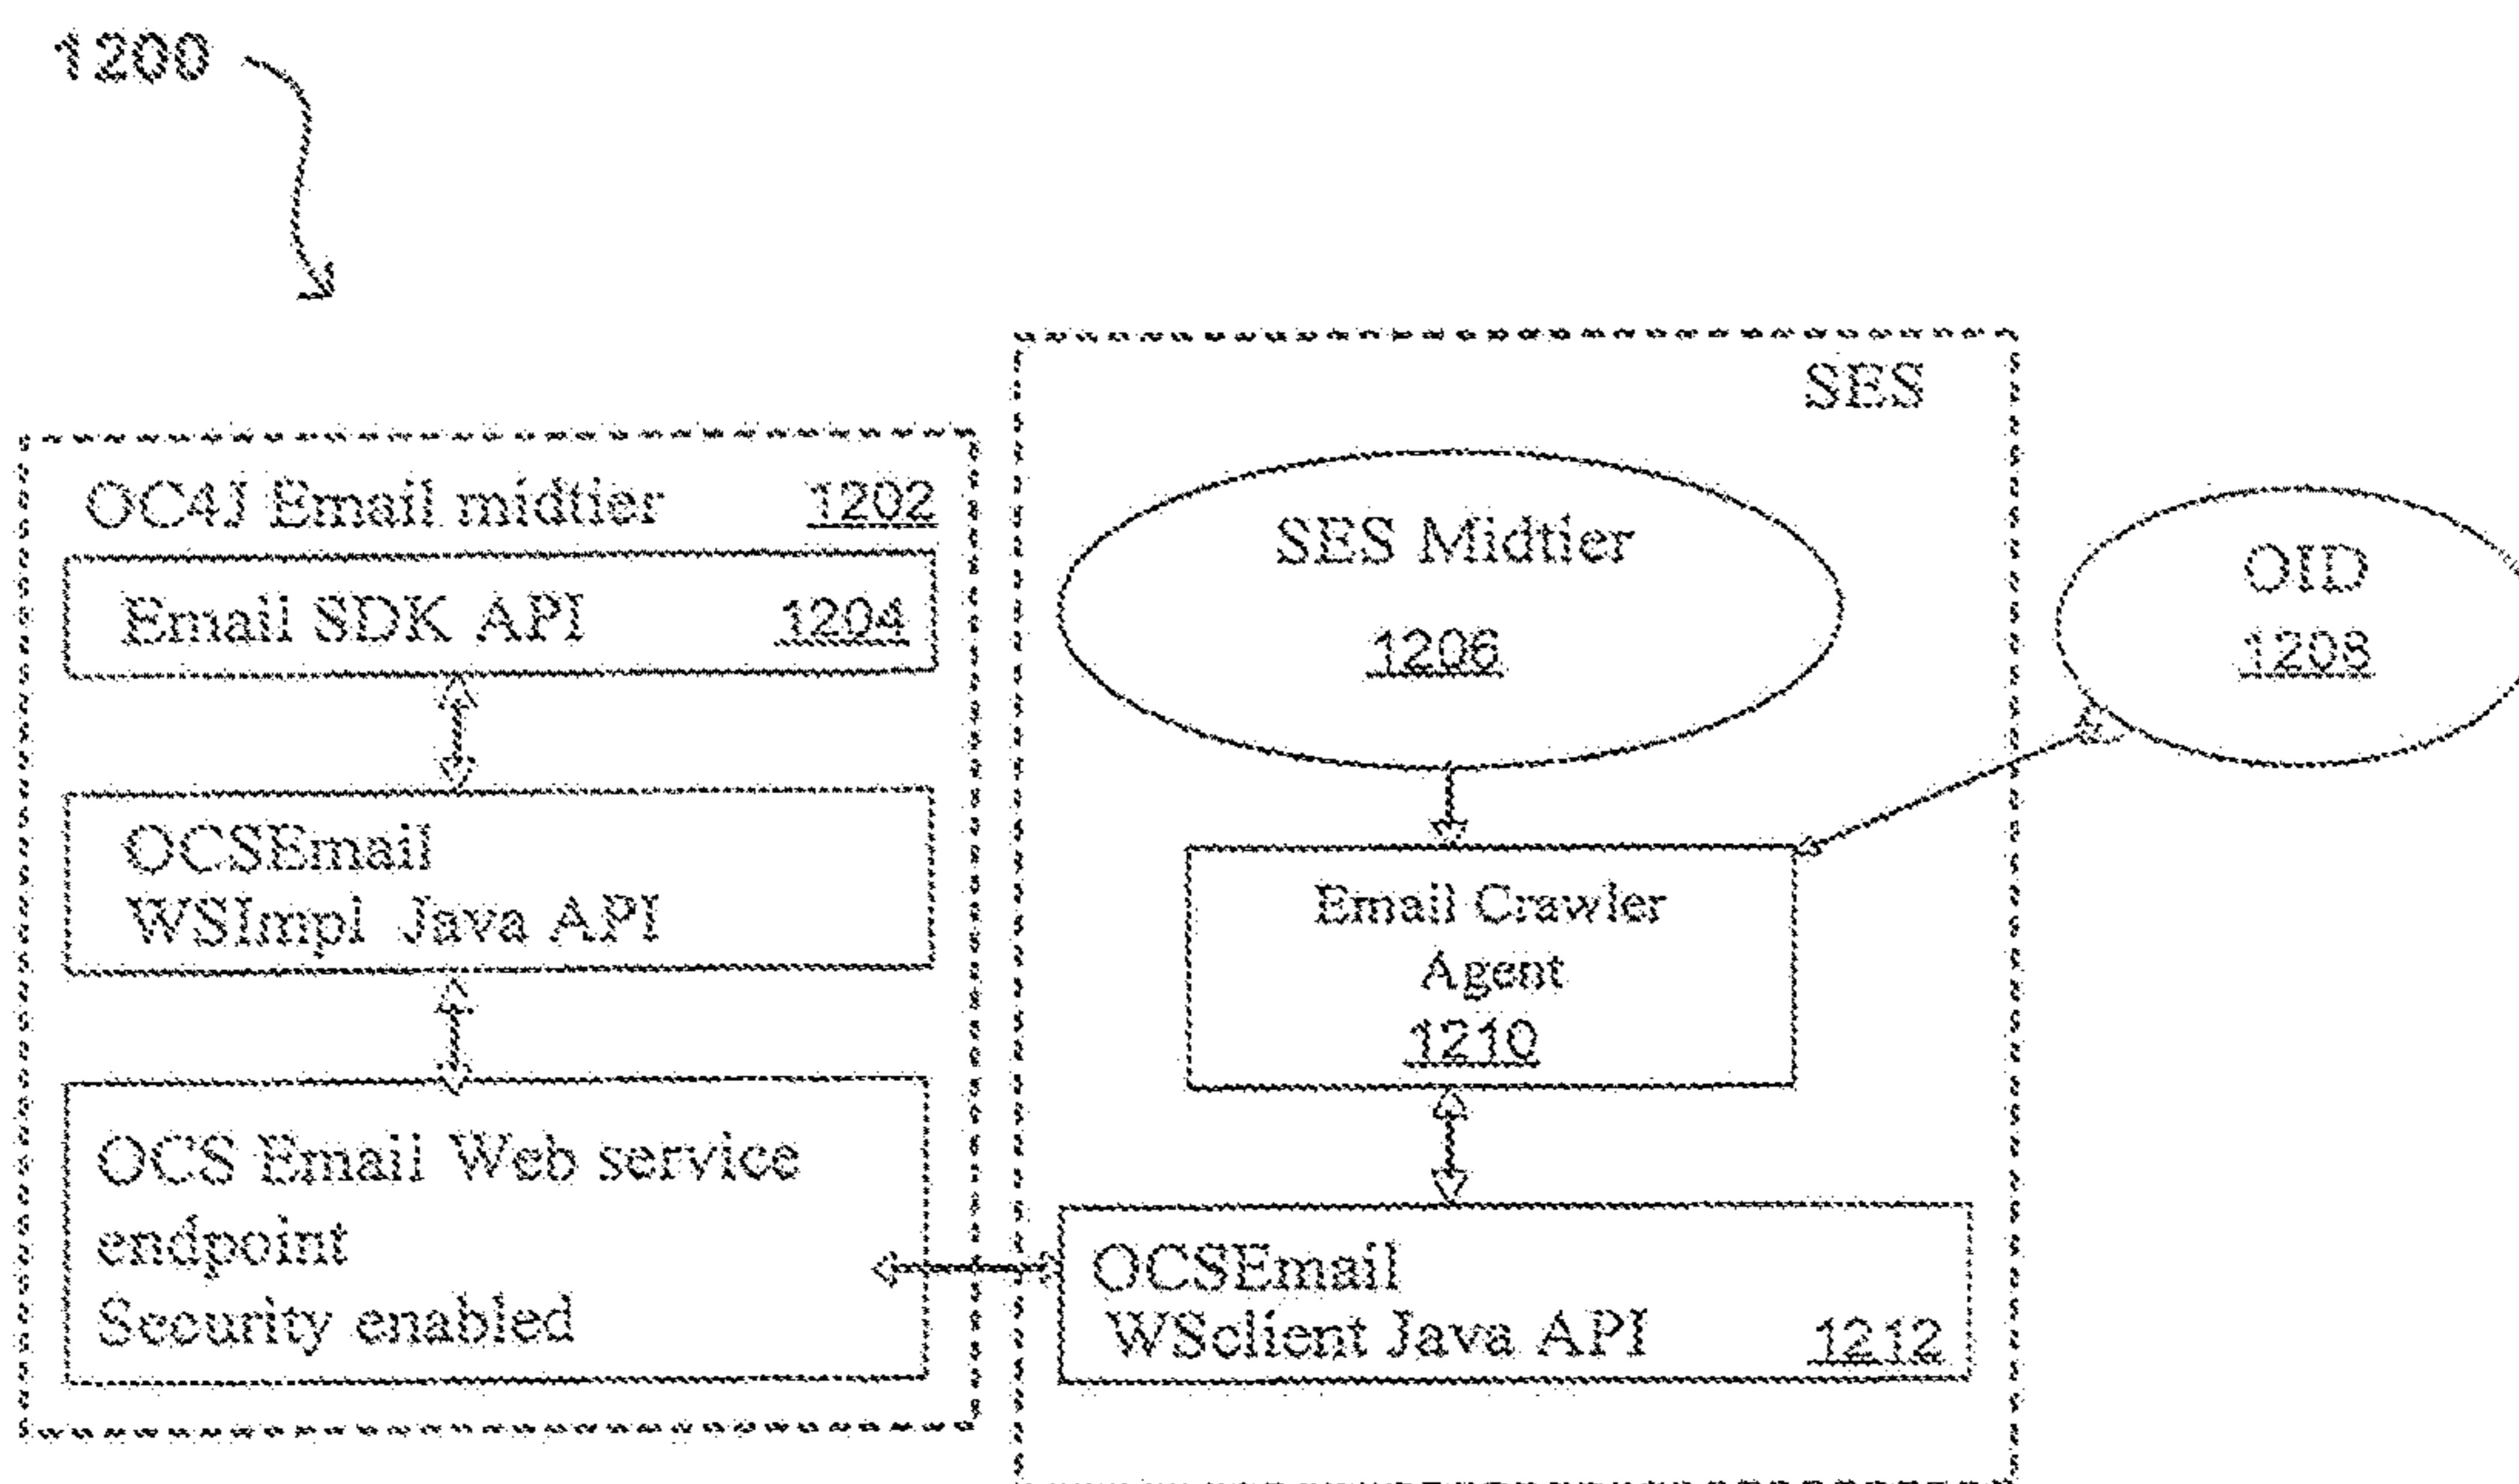 1200
OC4J Email midtier 1202
Email SDK API 1204
OCSEmail
WSImpl Java API
OCS Email Web service
endpoint
Security enabled
SES
SES Midtier
1206
Email Crawler
Agent
1210
OCSEmail
WSclient Java API 1212
OID
1208